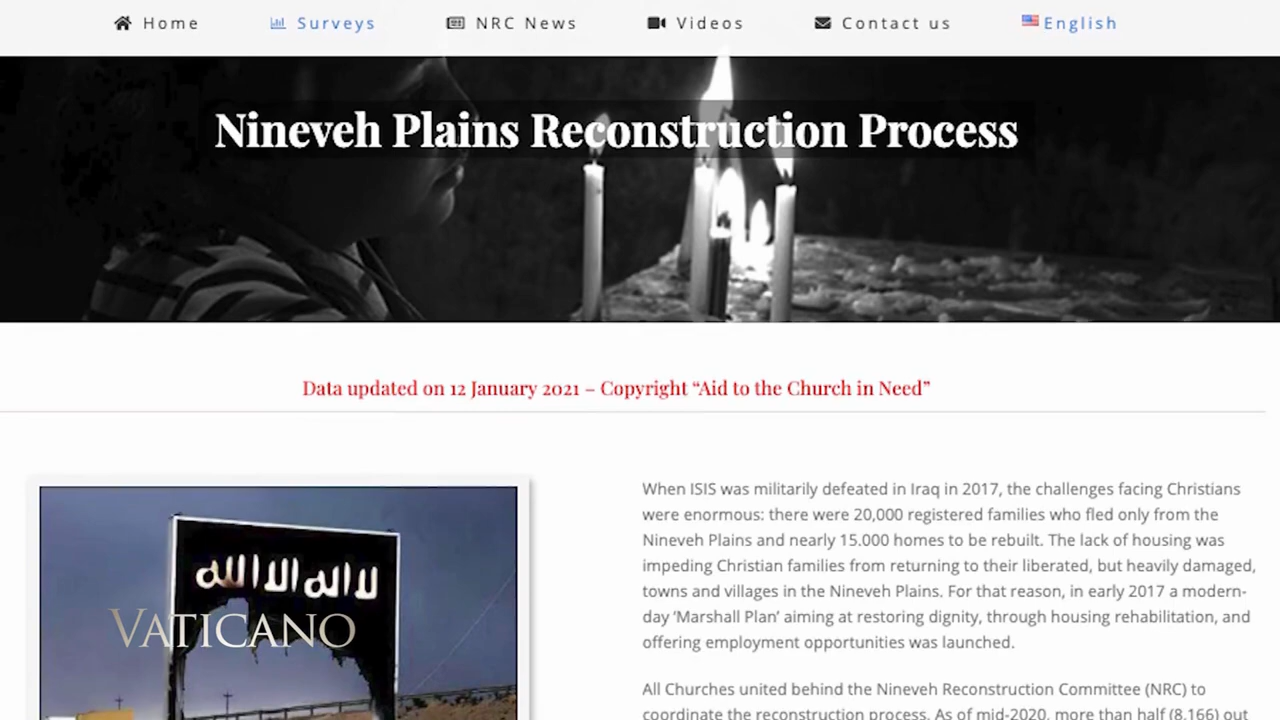 Home Surveys NRC News Videos Contact us English
Nineveh Plains Reconstruction Process
Data updated on 12 January 2021 – Copyright “Aid to the Church in Need”
When ISIS was militarily defeated in Iraq in 2017, the challenges facing Christians
were enormous: there were 20,000 registered families who fled only from the
Nineveh Plains and nearly 15.000 homes to be rebuilt. The lack of housing was
impeding Christian families from returning to their liberated, but heavily damaged,
towns and villages in the Nineveh Plains. For that reason, in early 2017 a modern-
day ‘Marshall Plan’ aiming at restoring dignity, through housing rehabilitation, and
offering employment opportunities was launched.
All Churches united behind the Nineveh Reconstruction Committee (NRC) to
coordinate the reconstruction process. As of mid-2020, more than half (8,166) out
لا اله الا الله
VATICANO